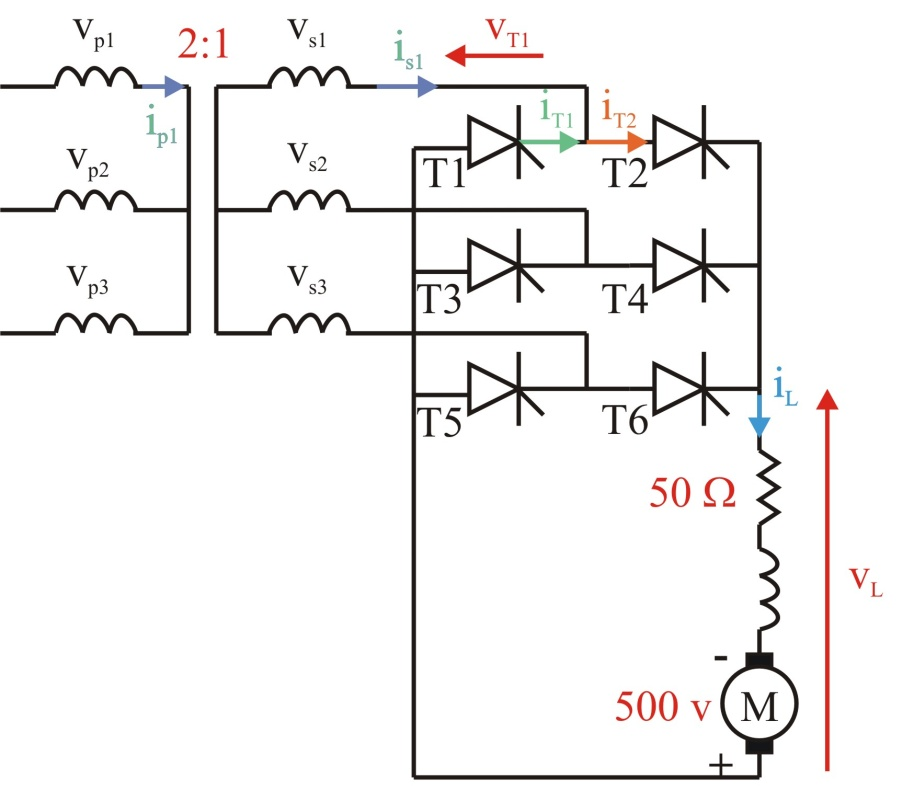 vp1
2:1
vs1
is1
vT1
ip1
iT1
iT2
vp2
vs2
T1
T2
vp3
vs3
T3
T4
iL
T5
T6
50 Ω
vL
-
500 v
M
+